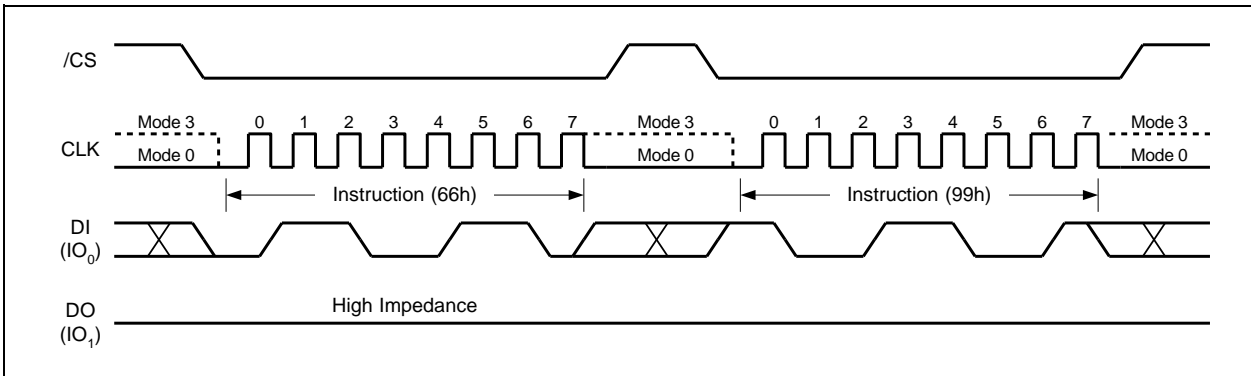 /CS
Mode 3 0 1 2 3 4 5 6 7 Mode 3 0 1 2 3 4 5 6 7 Mode 3
CLK
Mode 0 Mode 0 Mode 0
Instruction (66h) Instruction (99h)
DI
(IO0)
High Impedance
DO
(IO1)